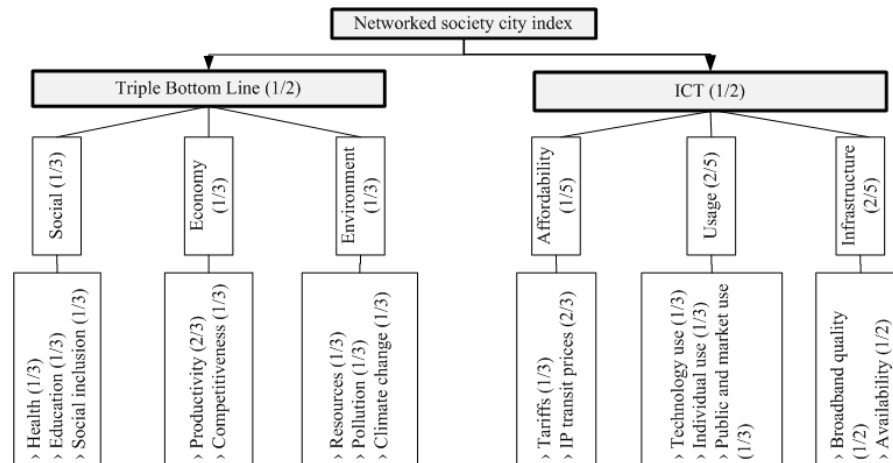 Networked society city index
Triple Bottom Line (1/2)
ICT (1/2)
Social (1/3)
Economy
(1/3)
Environment
(1/3)
Affordability
(1/5)
Usage (2/5)
Infrastructure
(2/5)
› Health (1/3)
› Education (1/3)
› Social inclusion (1/3)
› Productivity (2/3)
› Competitiveness (1/3)
› Resources (1/3)
› Pollution (1/3)
› Climate change (1/3)
› Tariffs (1/3)
› IP transit prices (2/3)
› Technology use (1/3)
› Individual use (1/3)
› Public and market use
(1/3)
› Broadband quality
(1/2)
› Availability (1/2)